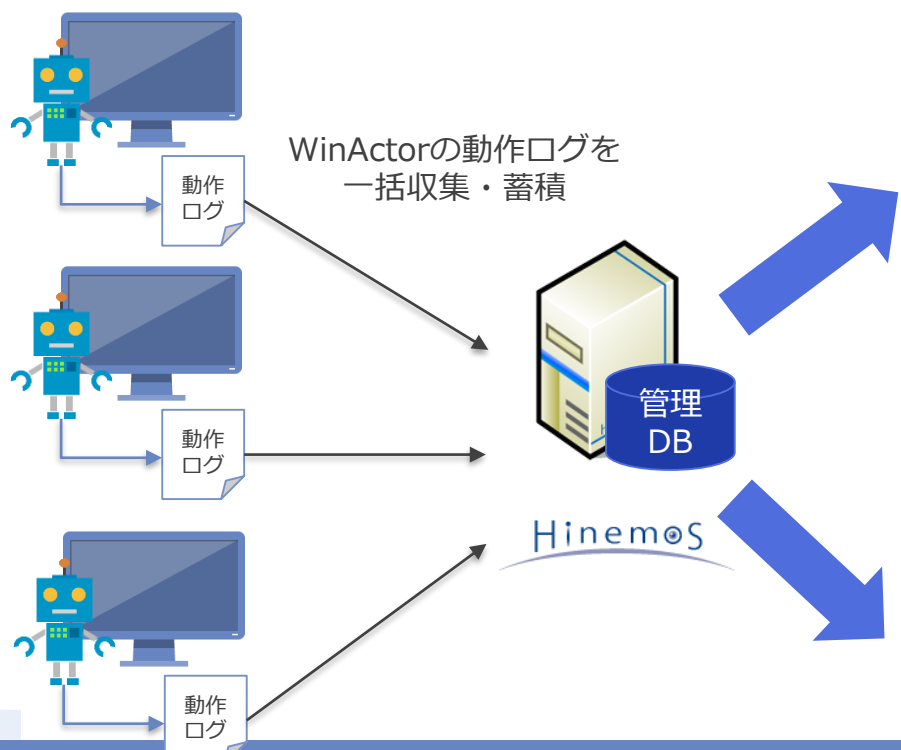 WinActorの動作ログを
一括収集・蓄積
動作
ログ
動作
ログ
管理
DB
Hinemos
動作
ログ